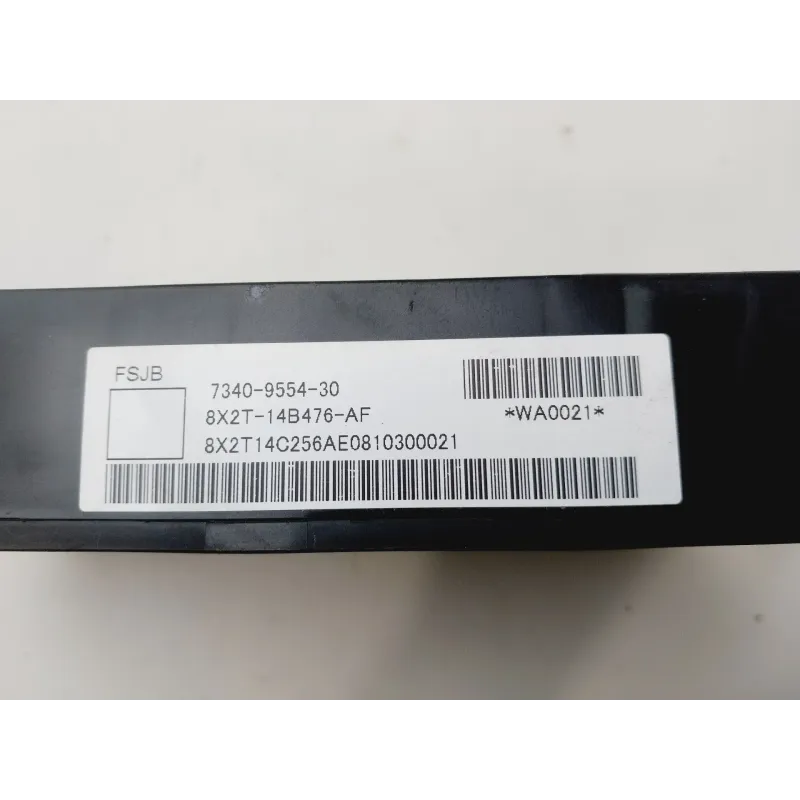 FSJB
7340-9554-30
8X2T-14B476-AF
*WA0021*
8X2T14C256AE0810300021